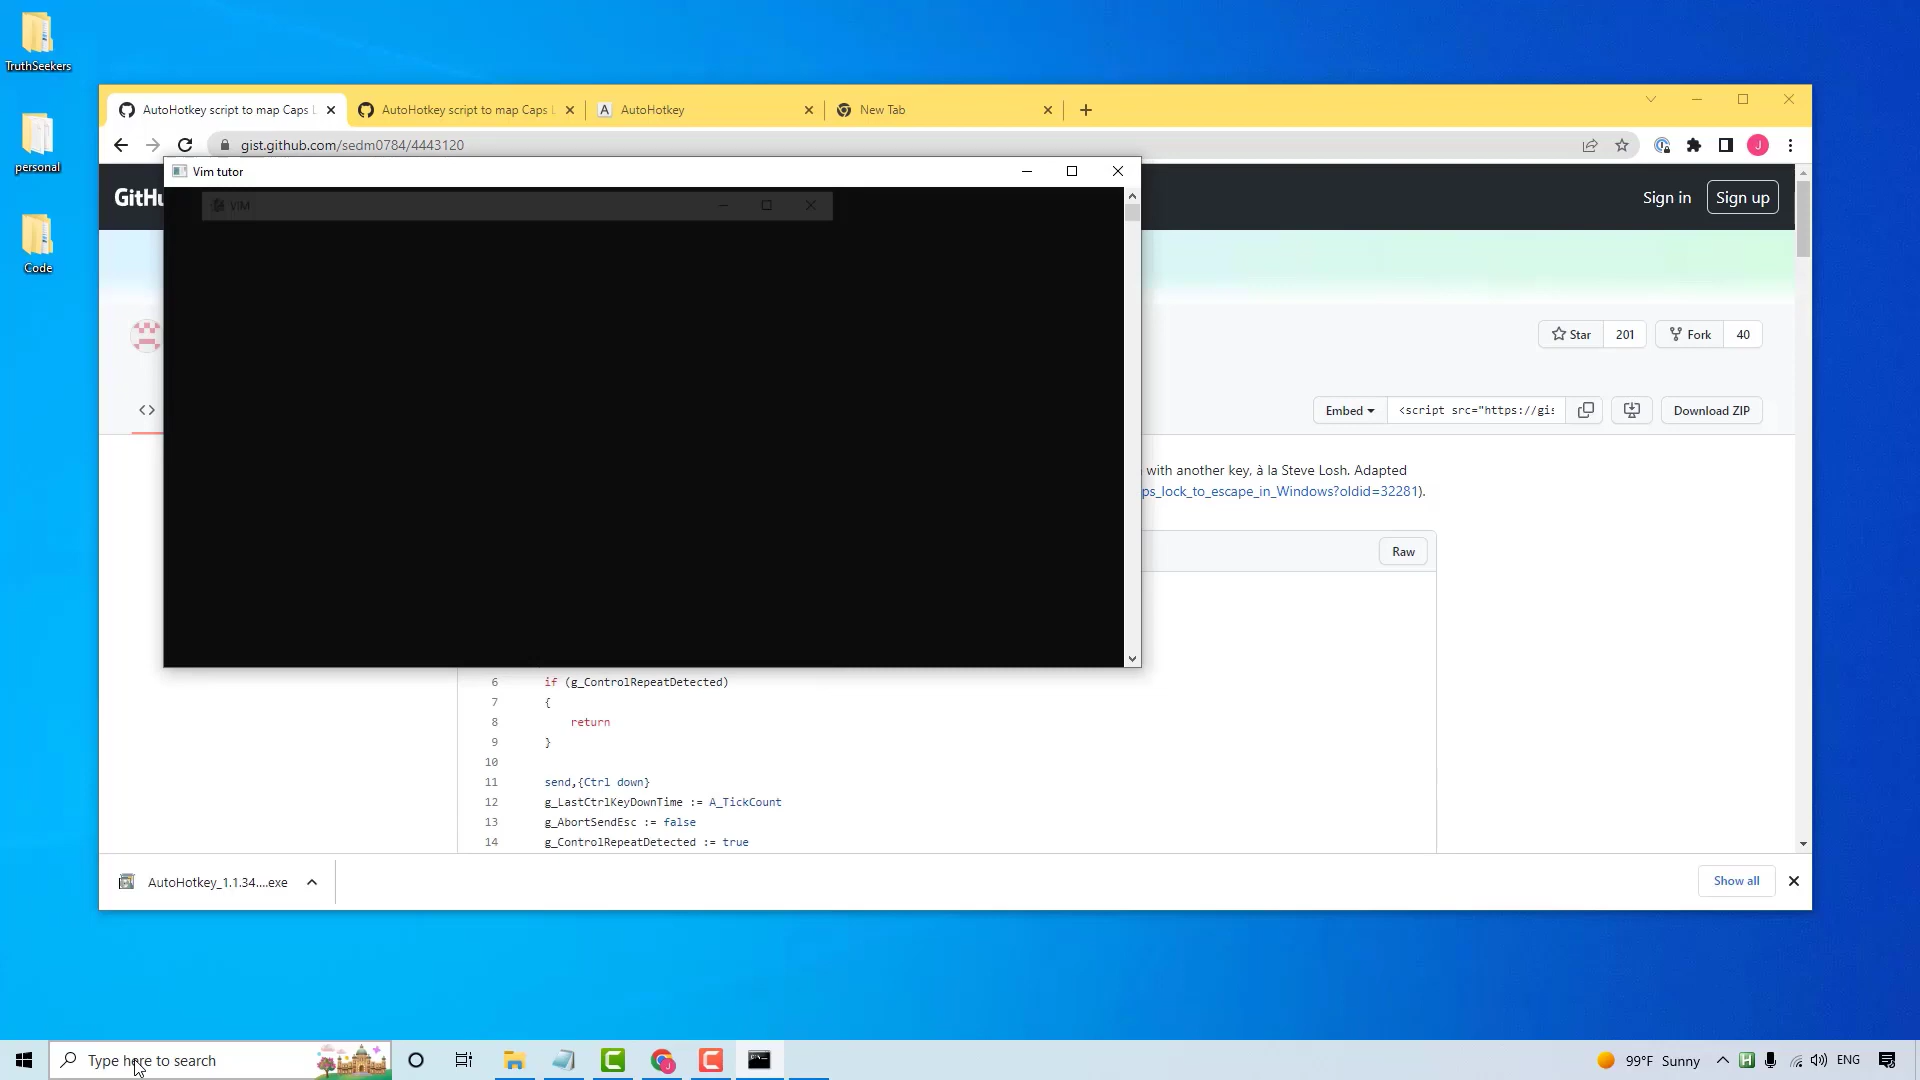 TruthSeekers
personal
Code
AutoHotkey script to map Caps L
AutoHotkey script to map Caps L
AutoHotkey
New Tab
gist.github.com/sedm0784/4443120
Vim tutor
VIM
GitHu
Sign in
Sign up
Star
201
Fork
40
Embed
<script src="https://gis
Download ZIP
with another key, à la Steve Losh. Adapted
ps_lock_to_escape_in_Windows?oldid=32281).
Raw
6 if (g_ControlRepeatDetected)
7 {
8 return
9 }
10
11 send,{Ctrl down}
12 g_LastCtrlKeyDownTime := A_TickCount
13 g_AbortSendEsc := false
14 g_ControlRepeatDetected := true
AutoHotkey_1.1.34....exe
Show all
Type here to search
99°F Sunny
ENG